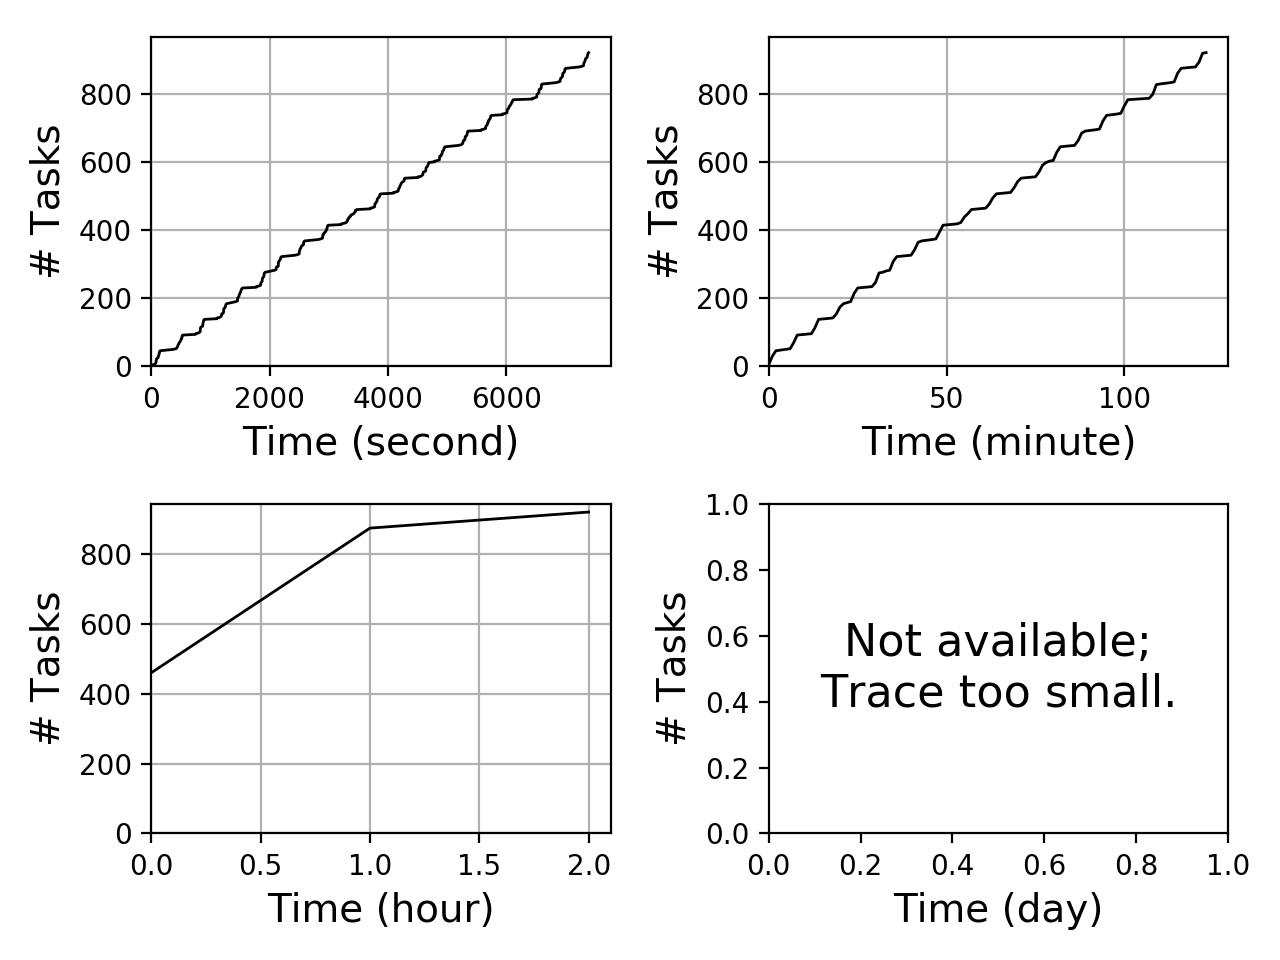 800
600
400
200
0
# Tasks
0 2000 4000 6000
Time (second)
800
600
400
200
0
# Tasks
0 50 100
Time (minute)
800
600
400
200
0
# Tasks
0.0 0.5 1.0 1.5 2.0
Time (hour)
1.0
0.8
0.6
0.4
0.2
0.0
# Tasks
Not available;
Trace too small.
0.0 0.2 0.4 0.6 0.8 1.0
Time (day)